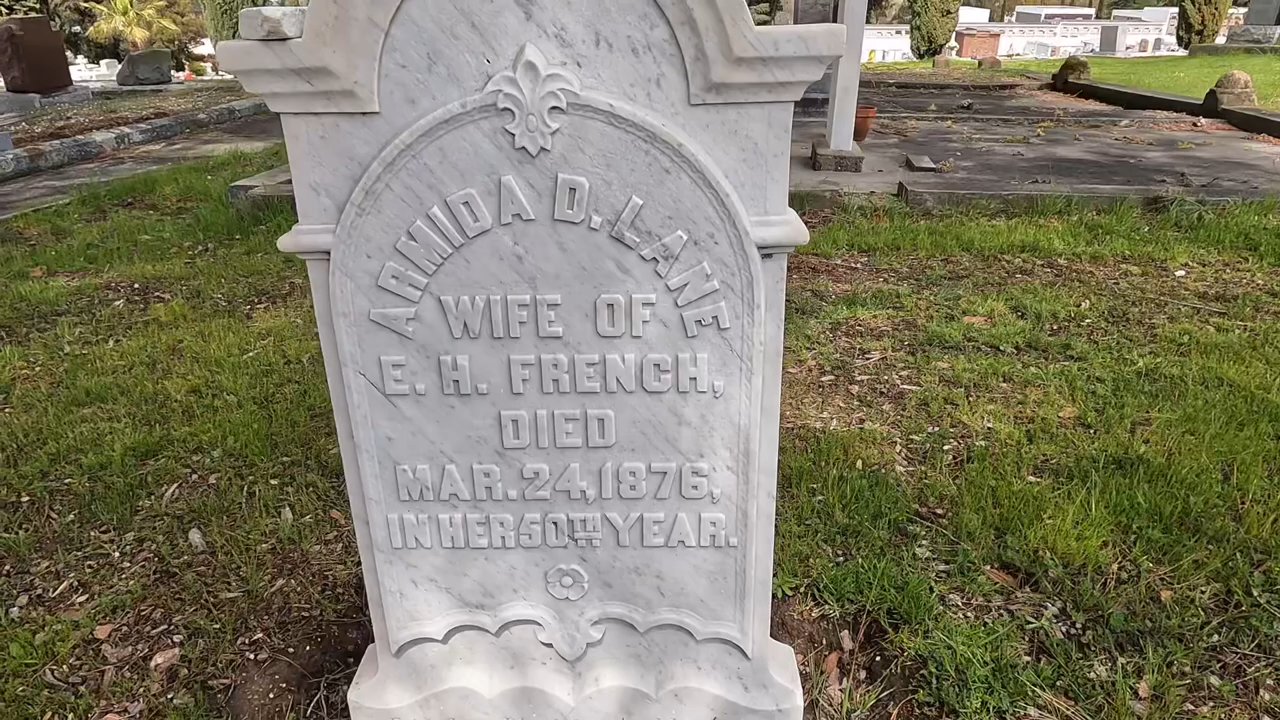 ARMIDA D. LANE
WIFE OF
E. H. FRENCH,
DIED
MAR. 24, 1876,
IN HER 50TH YEAR.